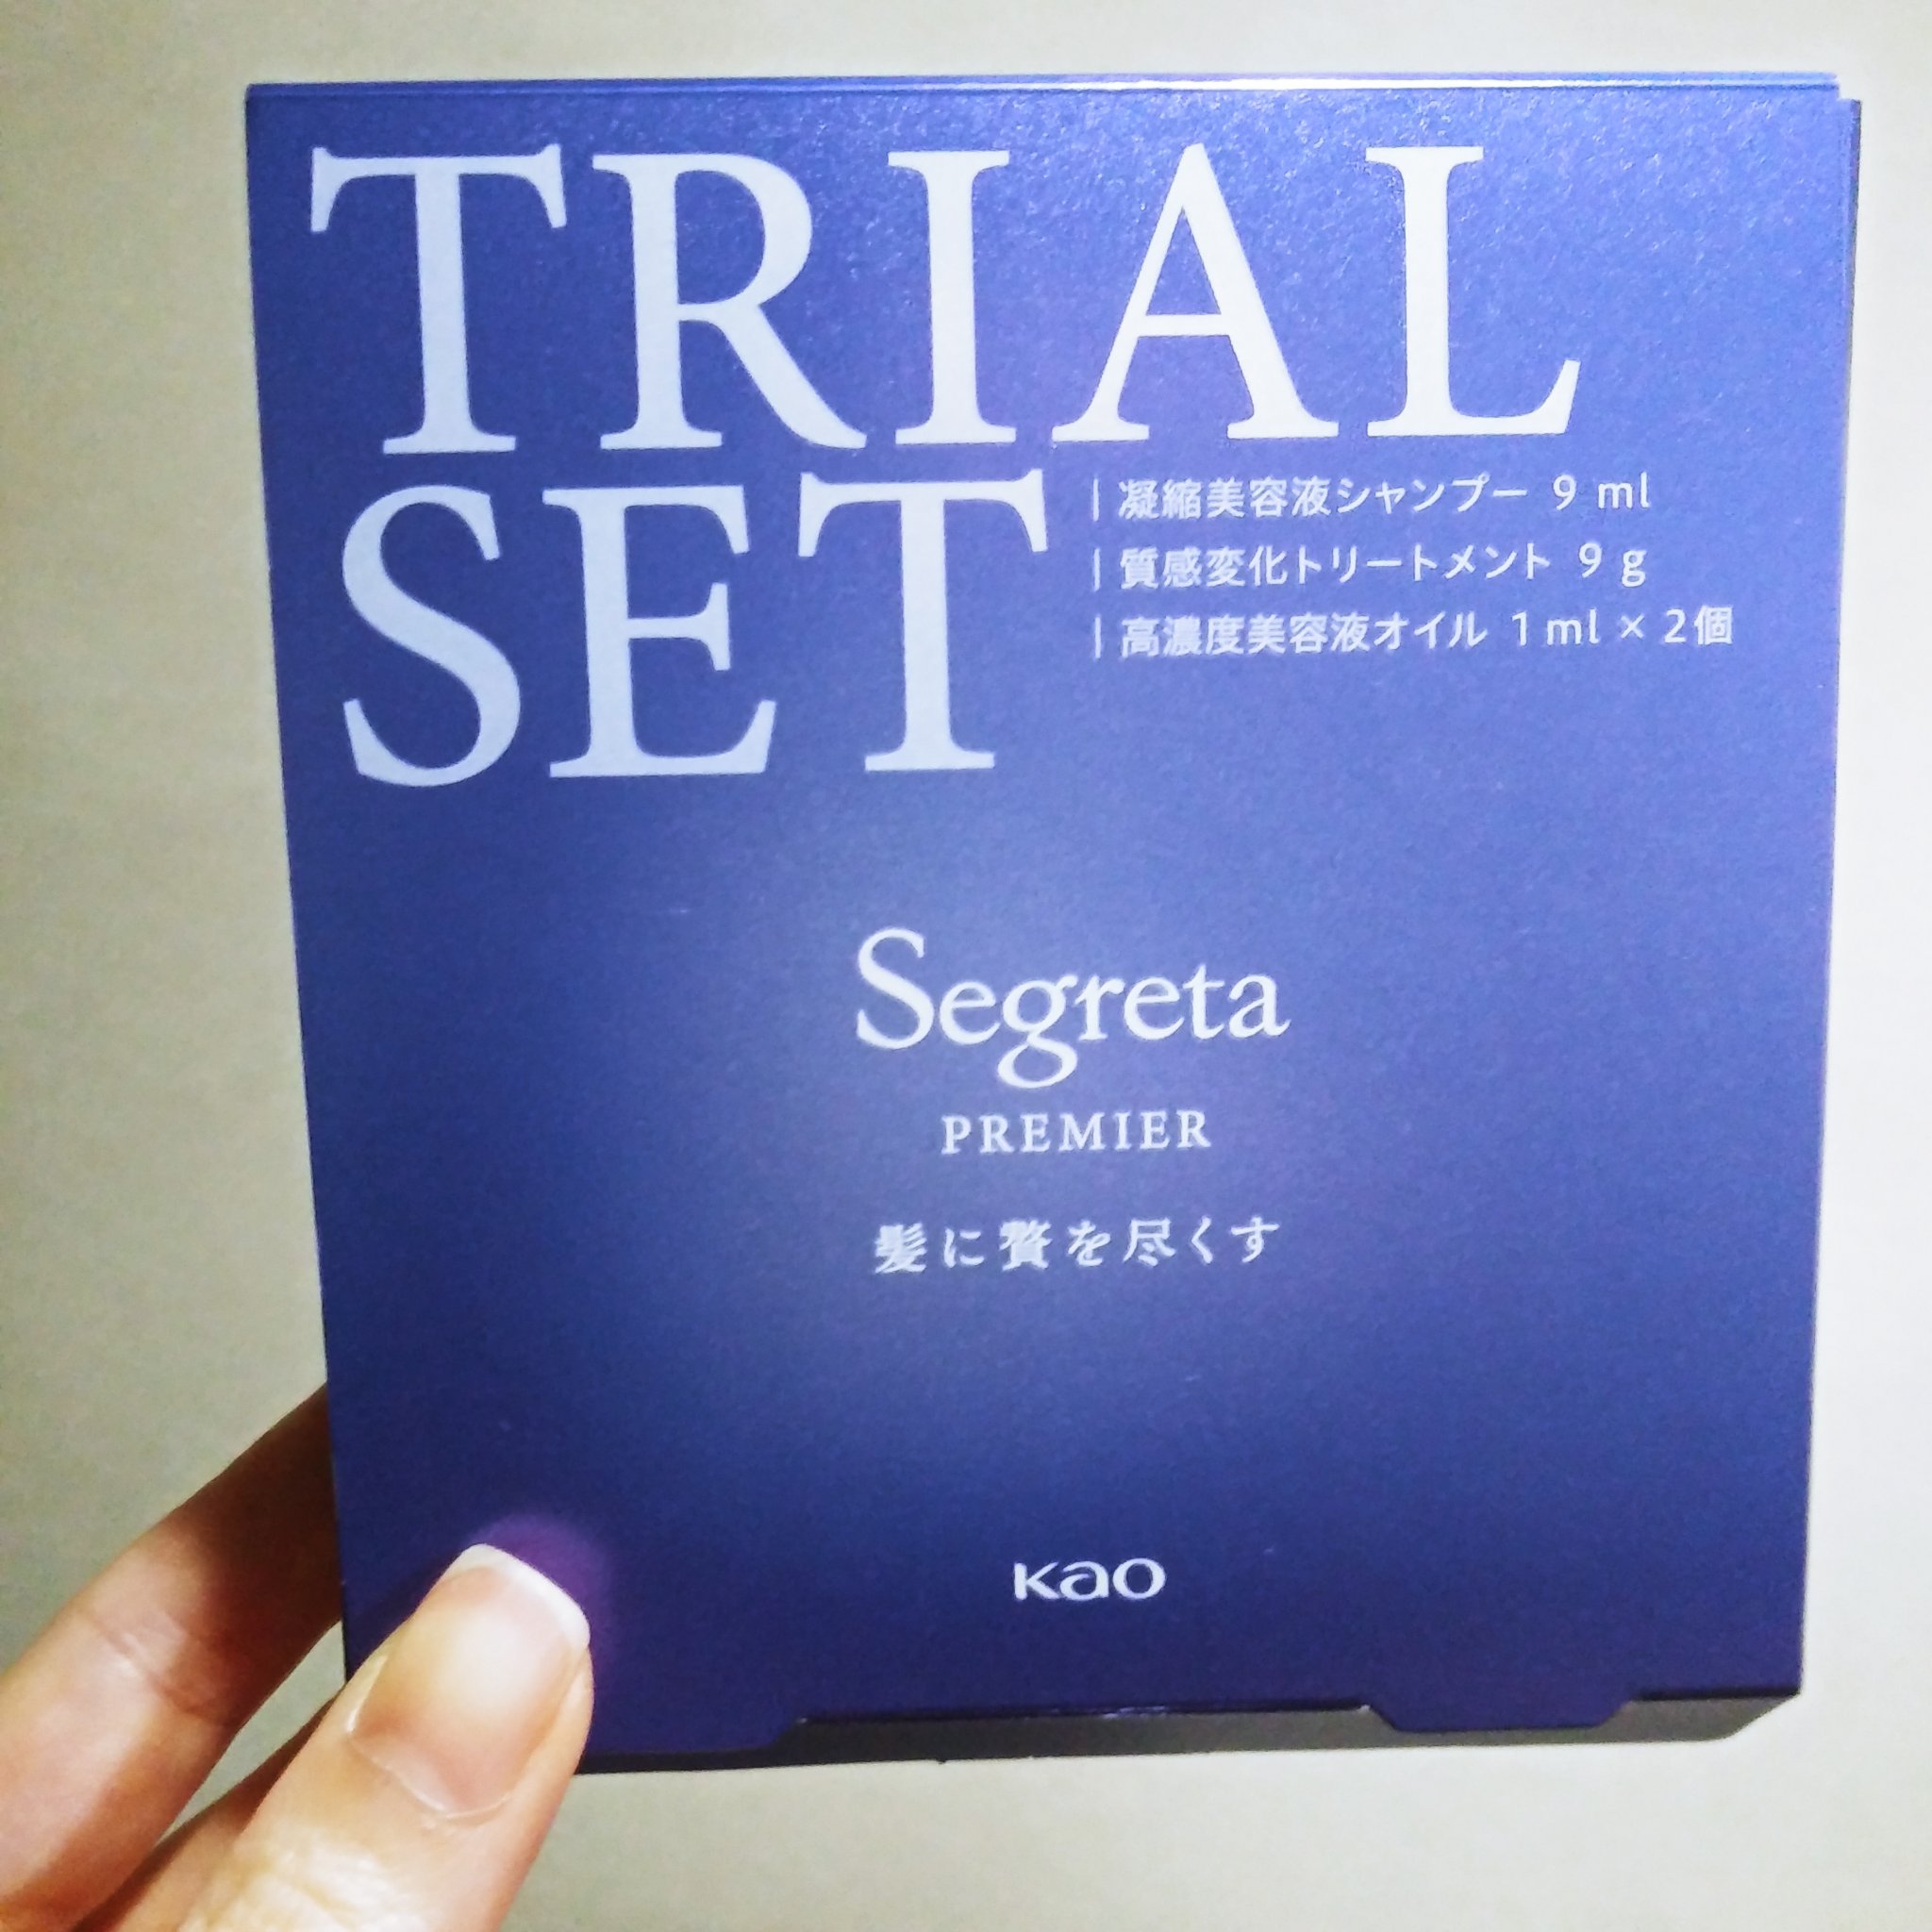 TRIAL
SET
| 凝縮美容液シャンプー 9 ml
| 質感変化トリートメント 9 g
| 高濃度美容液オイル 1 ml × 2個
Segreta
PREMIER
髪に贅を尽くす
Kao